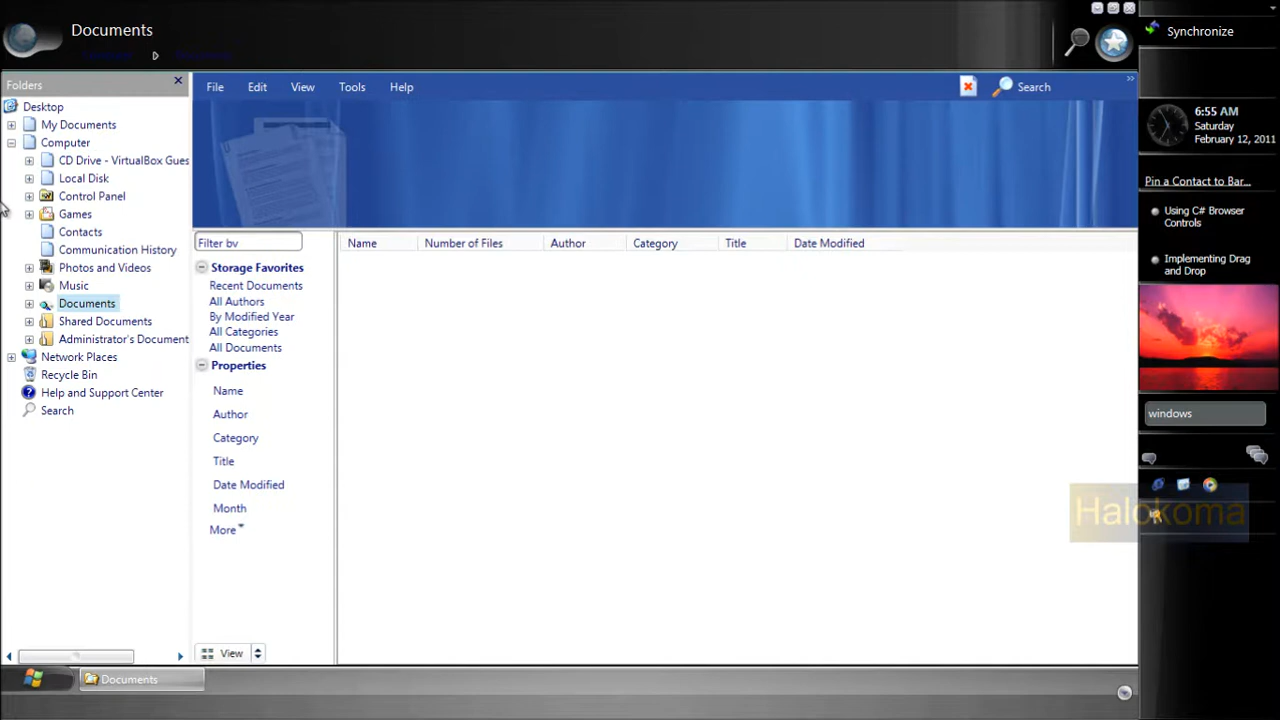 Documents
Synchronize
Folders
Desktop
My Documents
Computer
CD Drive - VirtualBox Gues
Local Disk
Control Panel
Games
Contacts
Communication History
Photos and Videos
Music
Documents
Shared Documents
Administrator's Document
Network Places
Recycle Bin
Help and Support Center
Search
File Edit View Tools Help
Search
Filter by
Storage Favorites
Recent Documents
All Authors
By Modified Year
All Categories
All Documents
Properties
Name
Author
Category
Title
Date Modified
Month
More
View
Name Number of Files Author Category Title Date Modified
6:55 AM
Saturday
February 12, 2011
Pin a Contact to Bar...
Using C# Browser
Controls
Implementing Drag
and Drop
windows
Halokoma
Documents